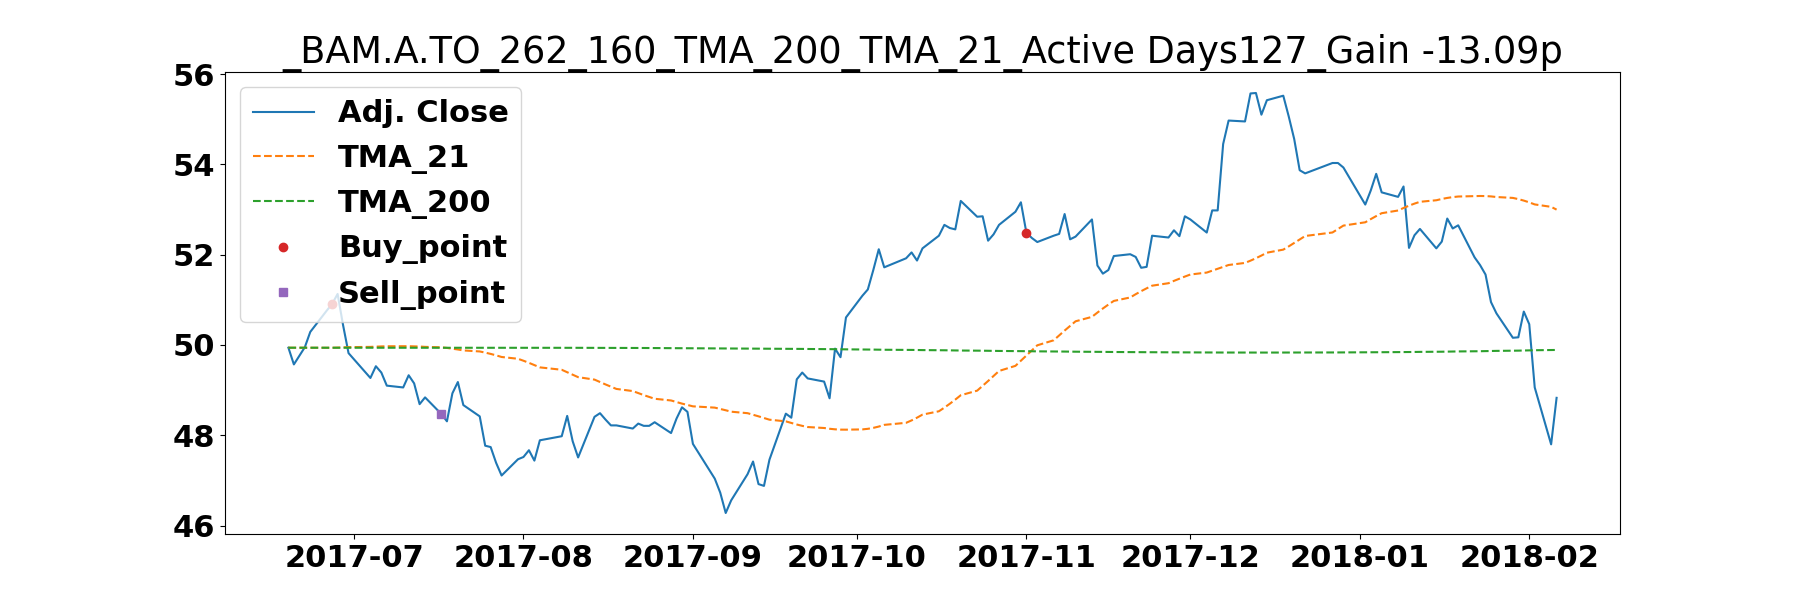 _BAM.A.TO_262_160_TMA_200_TMA_21_Active Days127_Gain -13.09p
56
54
52
50
48
46
Adj. Close
TMA_21
TMA_200
Buy_point
Sell_point
2017-07 2017-08 2017-09 2017-10 2017-11 2017-12 2018-01 2018-02